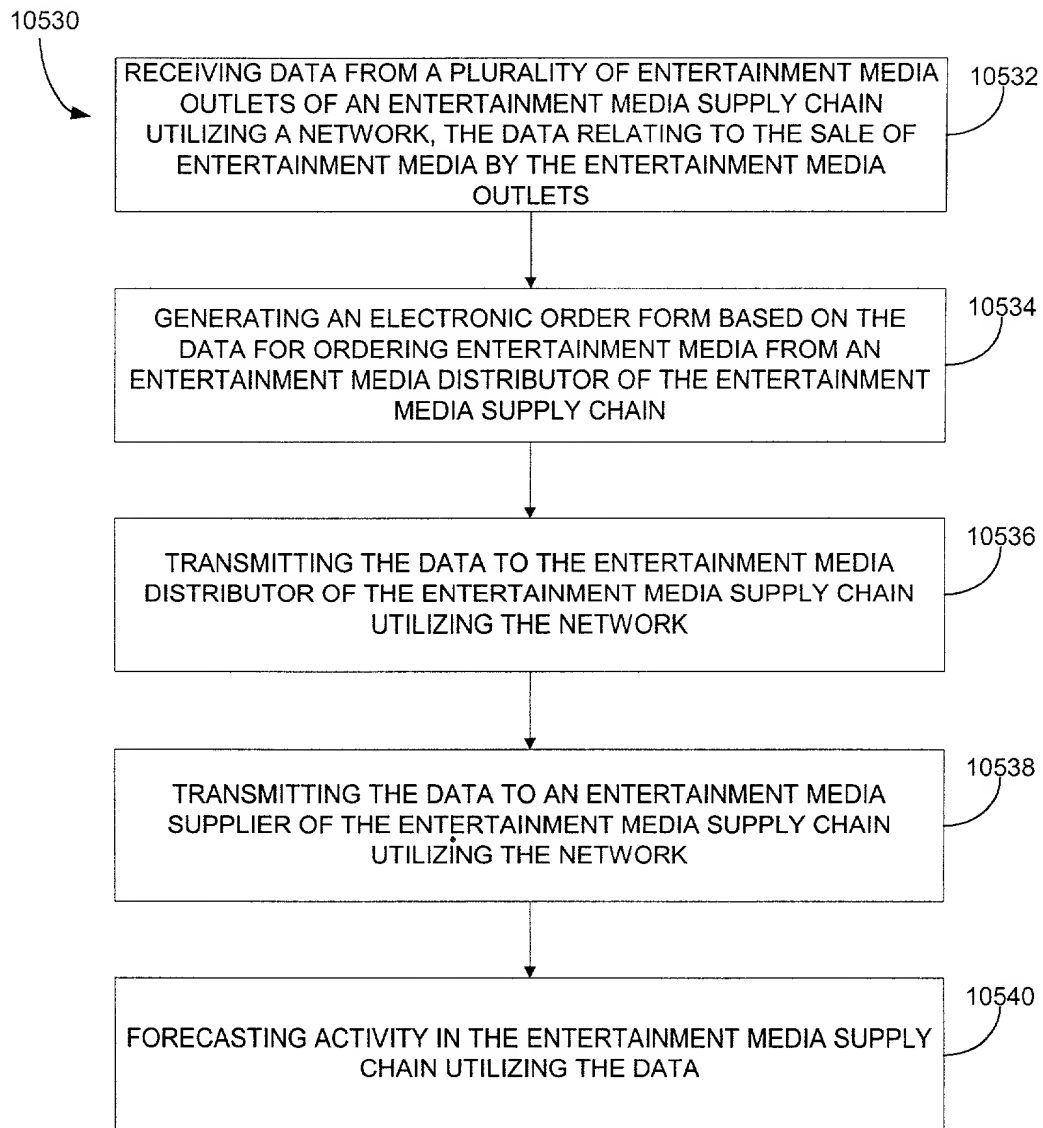 10530
RECEIVING DATA FROM A PLURALITY OF ENTERTAINMENT MEDIA
OUTLETS OF AN ENTERTAINMENT MEDIA SUPPLY CHAIN
UTILIZING A NETWORK, THE DATA RELATING TO THE SALE OF
ENTERTAINMENT MEDIA BY THE ENTERTAINMENT MEDIA
OUTLETS
10532
GENERATING AN ELECTRONIC ORDER FORM BASED ON THE
DATA FOR ORDERING ENTERTAINMENT MEDIA FROM AN
ENTERTAINMENT MEDIA DISTRIBUTOR OF THE ENTERTAINMENT
MEDIA SUPPLY CHAIN
10534
TRANSMITTING THE DATA TO THE ENTERTAINMENT MEDIA
DISTRIBUTOR OF THE ENTERTAINMENT MEDIA SUPPLY CHAIN
UTILIZING THE NETWORK
10536
TRANSMITTING THE DATA TO AN ENTERTAINMENT MEDIA
SUPPLIER OF THE ENTERTAINMENT MEDIA SUPPLY CHAIN
UTILIZING THE NETWORK
10538
FORECASTING ACTIVITY IN THE ENTERTAINMENT MEDIA SUPPLY
CHAIN UTILIZING THE DATA
10540